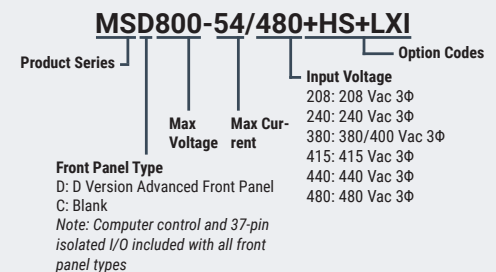 MSD800-54/480+HS+LXI
Product Series
Option Codes
Max
Voltage
Max Cur-
rent
Input Voltage
208: 208 Vac 3Φ
240: 240 Vac 3Φ
380: 380/400 Vac 3Φ
415: 415 Vac 3Φ
440: 440 Vac 3Φ
480: 480 Vac 3Φ
Front Panel Type
D: D Version Advanced Front Panel
C: Blank
Note: Computer control and 37-pin
isolated I/O included with all front
panel types